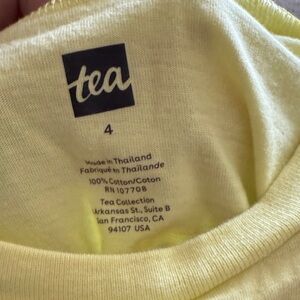 tea
4
Made in Thailand
Fabriqué en Thaïlande
100% Cotton/Coton
RN 107708
Tea Collection
Arkansas St., Suite B
San Francisco, CA
94107 USA